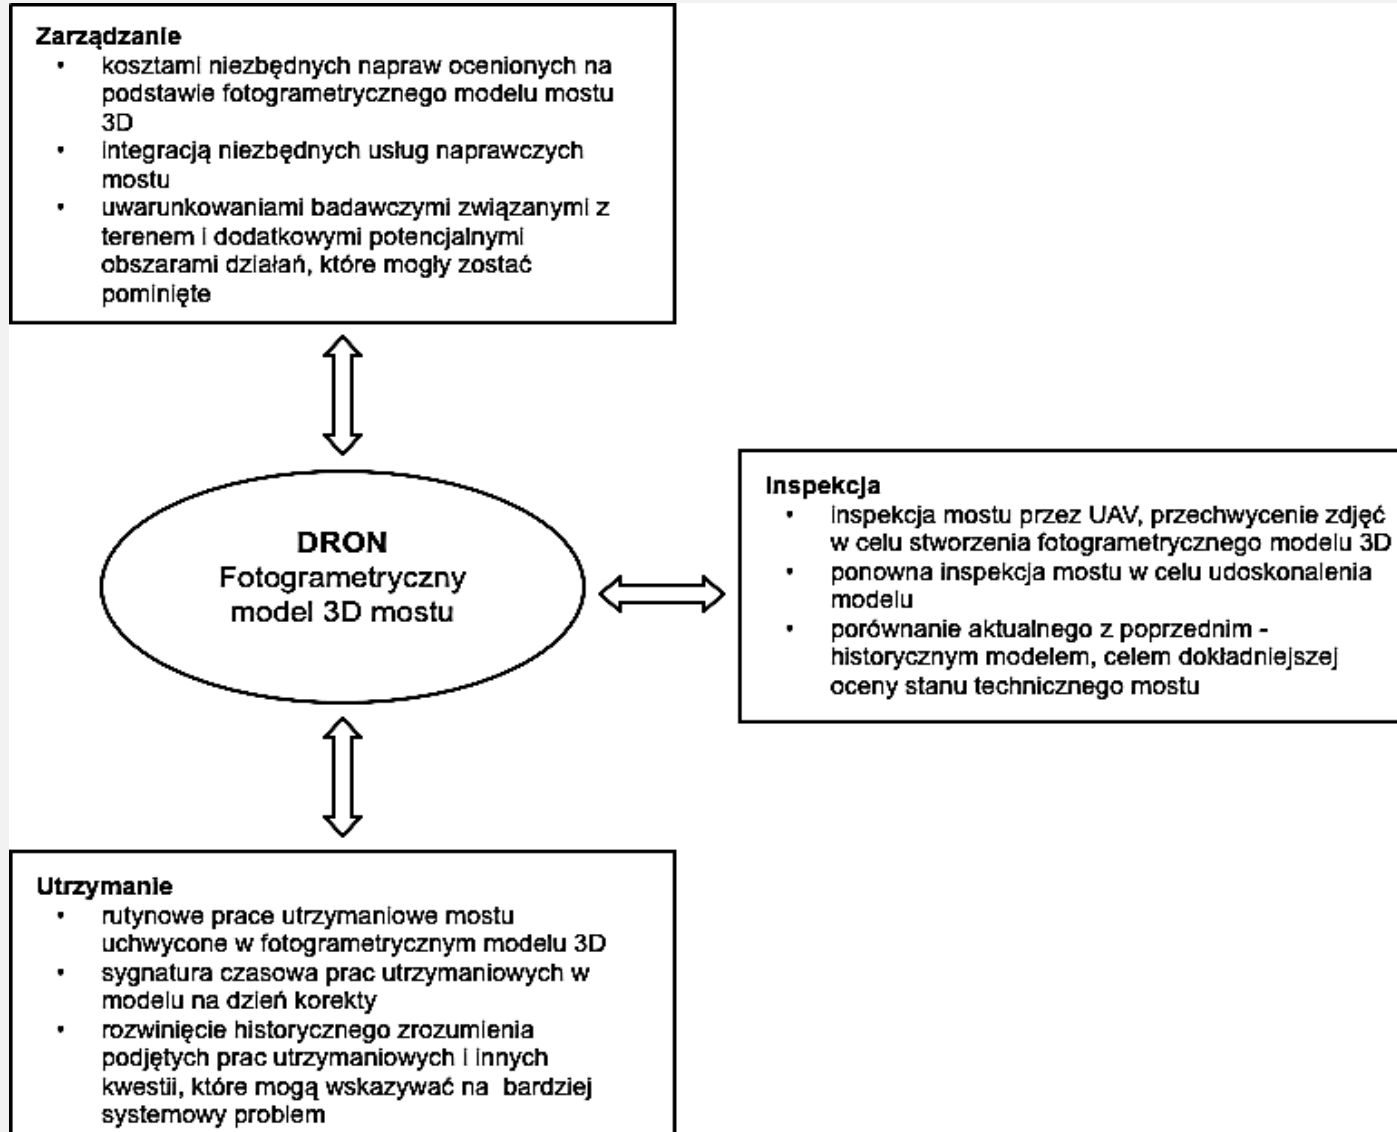 Zarządzanie
• kosztami niezbędnych napraw ocenionych na
podstawie fotogrametrycznego modelu mostu
3D
• integracją niezbędnych usług naprawczych
mostu
• uwarunkowaniami badawczymi związanymi z
terenem i dodatkowymi potencjalnymi
obszarami działań, które mogły zostać
pominięte
DRON
Fotogrametryczny
model 3D mostu
Inspekcja
• inspekcja mostu przez UAV, przechwycenie zdjęć
w celu stworzenia fotogrametrycznego modelu 3D
• ponowna inspekcja mostu w celu udoskonalenia
modelu
• porównanie aktualnego z poprzednim -
historycznym modelem, celem dokładniejszej
oceny stanu technicznego mostu
Utrzymanie
• rutynowe prace utrzymaniowe mostu
uchwycone w fotogrametrycznym modelu 3D
• sygnatura czasowa prac utrzymaniowych w
modelu na dzień korekty
• rozwinięcie historycznego zrozumienia
podjętych prac utrzymaniowych i innych
kwestii, które mogą wskazywać na bardziej
systemowy problem